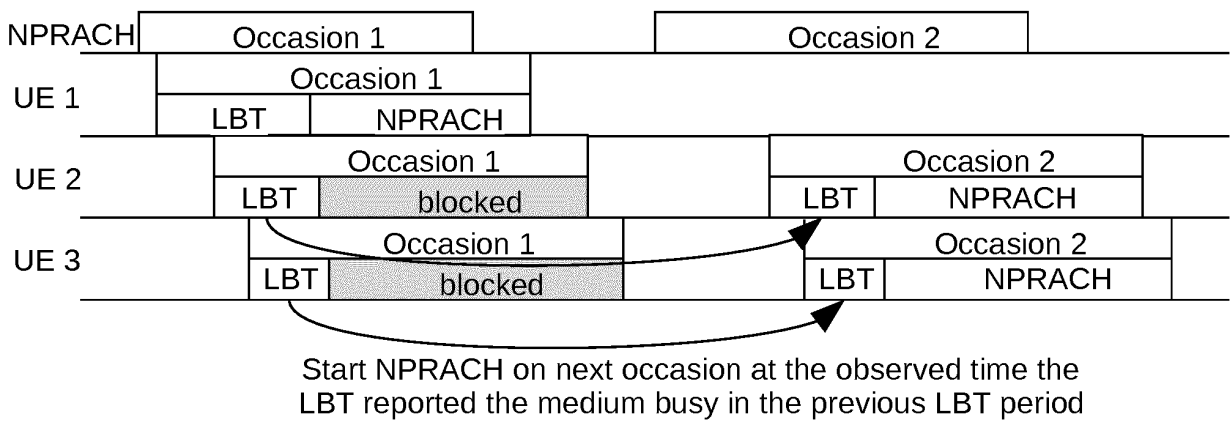 NPRACH Occasion 1 Occasion 2
Occasion 1
UE 1
LBT NPRACH
Occasion 1 Occasion 2
UE 2
LBT blocked LBT NPRACH
Occasion 1 Occasion 2
UE 3
LBT blocked LBT NPRACH
Start NPRACH on next occasion at the observed time the
LBT reported the medium busy in the previous LBT period